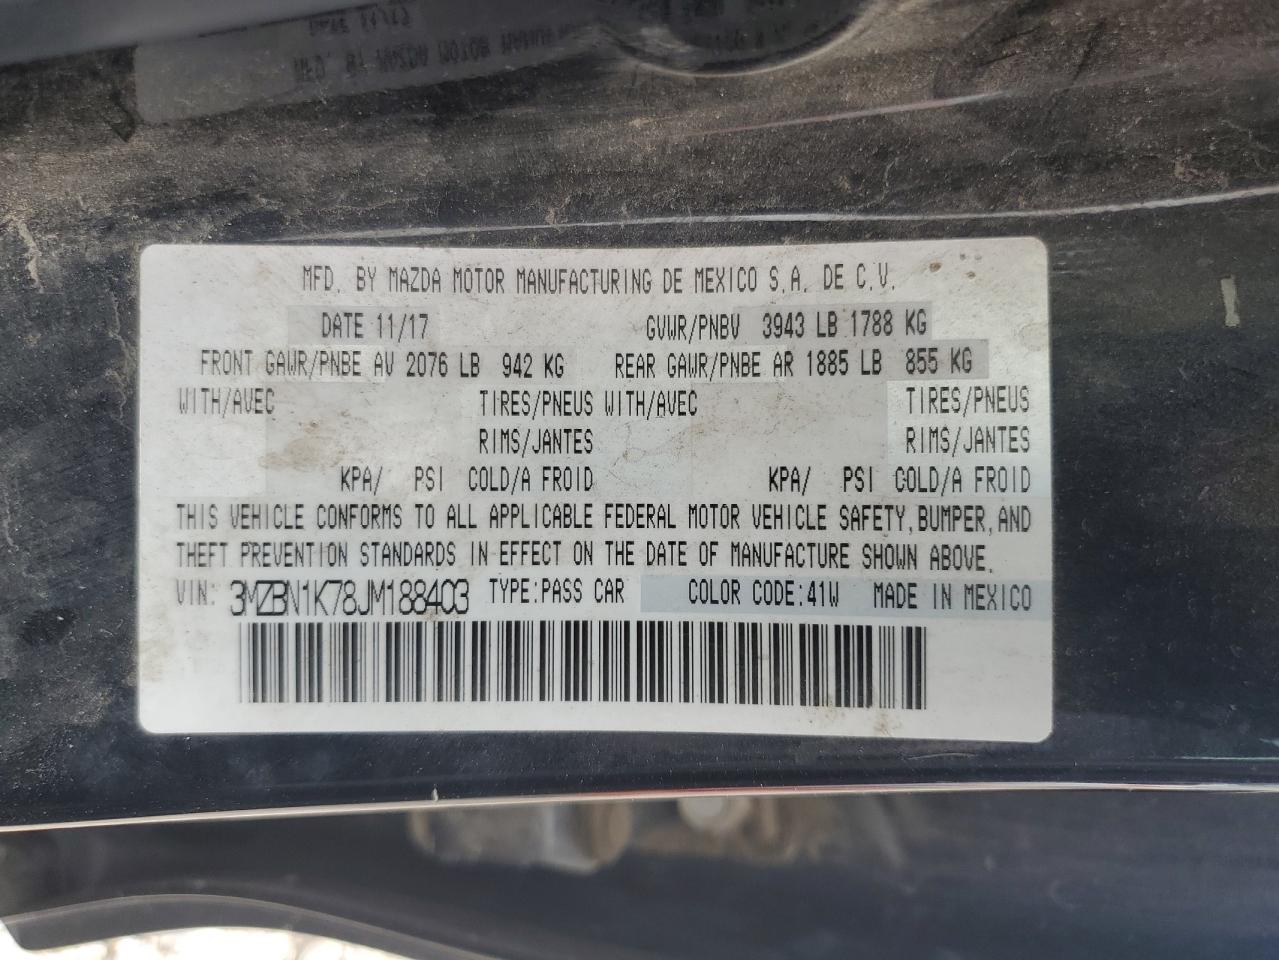 MFD. BY MAZDA MOTOR MANUFACTURING DE MEXICO S.A. DE C.V.
DATE 11/17 GVWR/PNBV 3943 LB 1788 KG
FRONT GAWR/PNBE AV 2076 LB 942 KG REAR GAWR/PNBE AR 1885 LB 855 KG
WITH/AVEC TIRES/PNEUS WITH/AVEC TIRES/PNEUS
RIMS/JANTES RIMS/JANTES
KPA/ PSI COLD/A FROID KPA/ PSI COLD/A FROID
THIS VEHICLE CONFORMS TO ALL APPLICABLE FEDERAL MOTOR VEHICLE SAFETY, BUMPER, AND
THEFT PREVENTION STANDARDS IN EFFECT ON THE DATE OF MANUFACTURE SHOWN ABOVE.
VIN: 3MZBN1K78JM188403 TYPE:PASS CAR COLOR CODE:41W MADE IN MEXICO